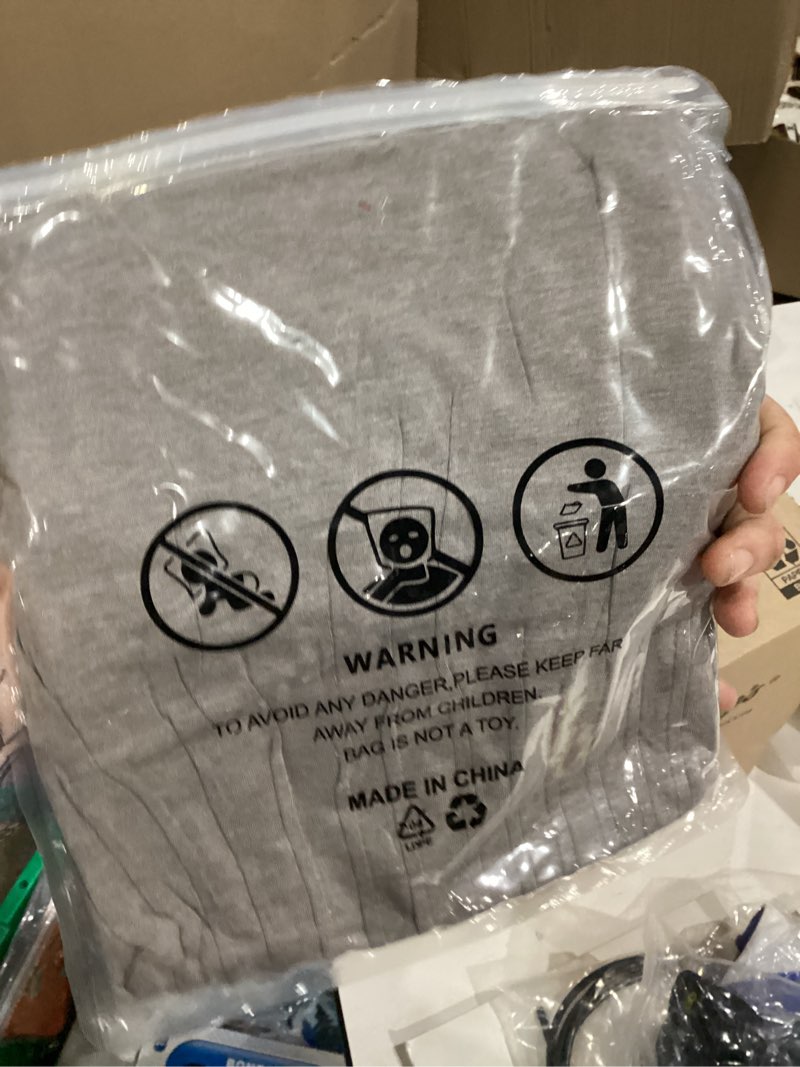 WARNING
TO AVOID ANY DANGER,PLEASE KEEP FAR
AWAY FROM CHILDREN.
BAG IS NOT A TOY.
MADE IN CHINA
LDPE